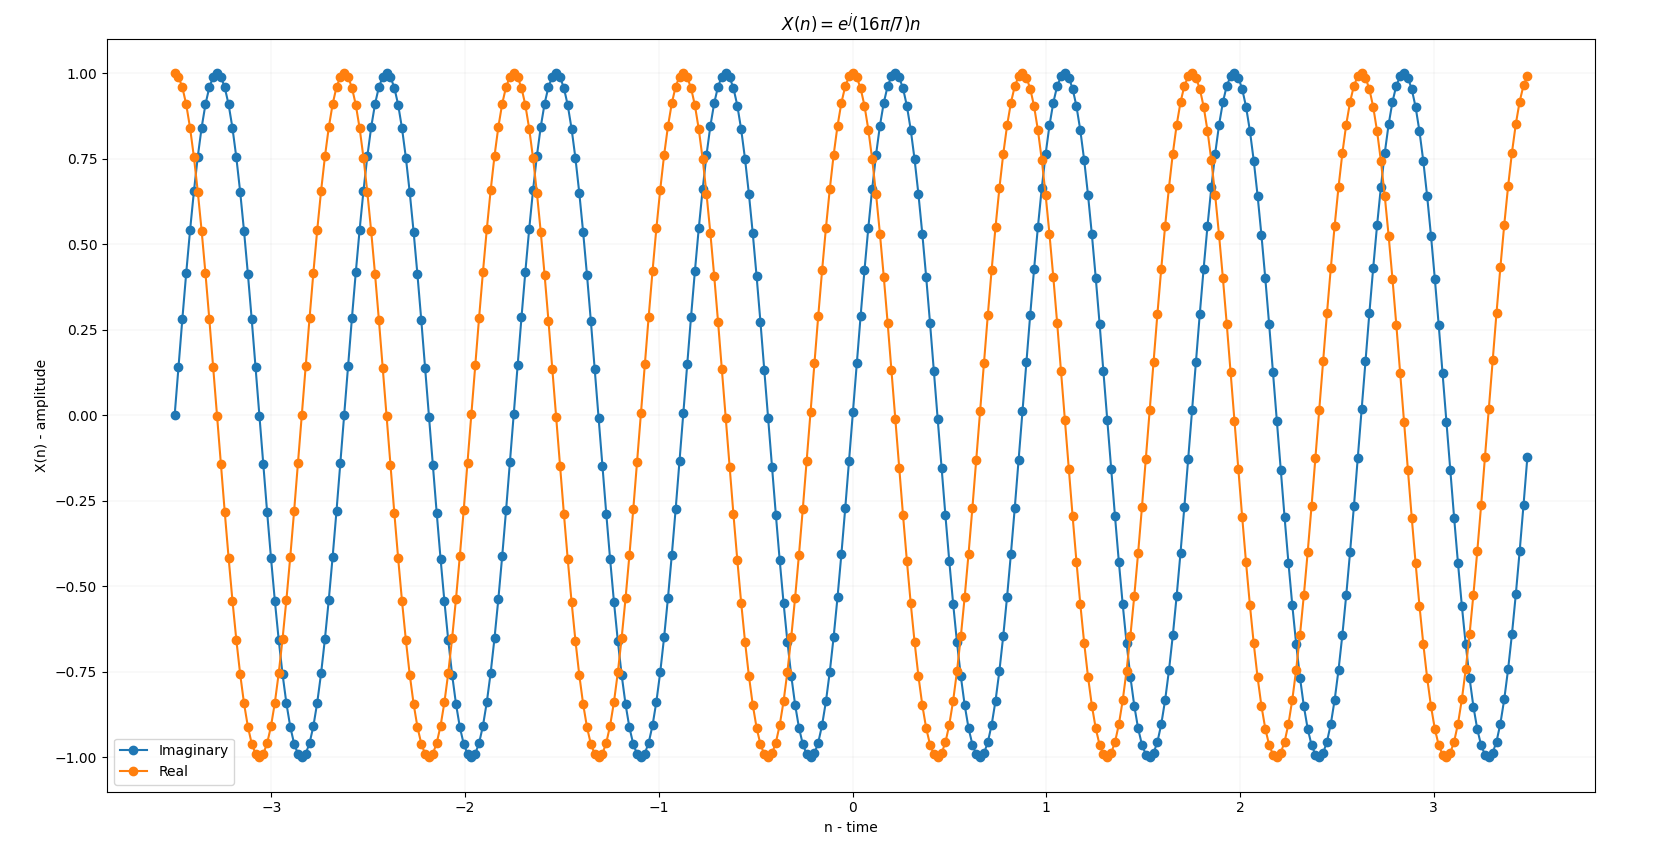 X(n) = e^j(16π/7)n
1.00
0.75
0.50
0.25
0.00
−0.25
−0.50
−0.75
−1.00
X(n) - amplitude
Imaginary
Real
−3 −2 −1 0 1 2 3
n - time